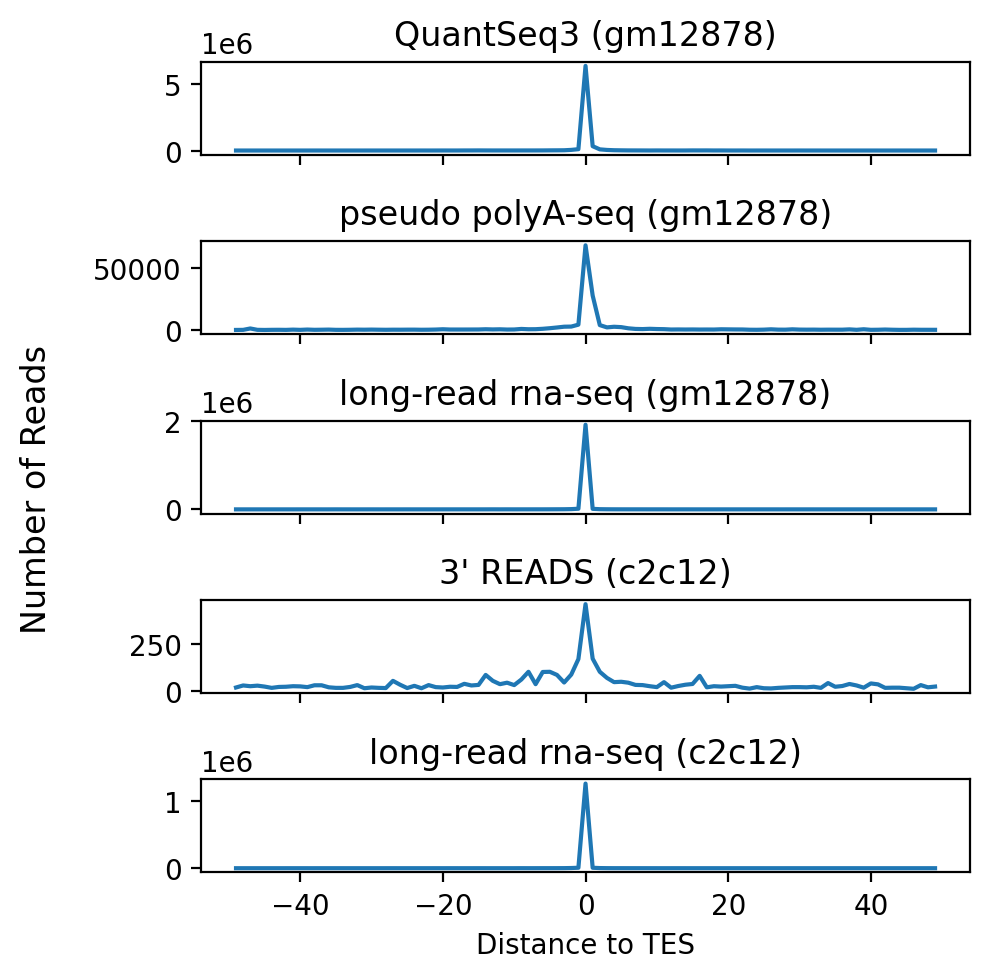 QuantSeq3 (gm12878)
1e6
5
0
pseudo polyA-seq (gm12878)
50000
0
long-read rna-seq (gm12878)
1e6
2
0
3' READS (c2c12)
250
0
long-read rna-seq (c2c12)
1e6
1
0
−40 −20 0 20 40
Distance to TES
Number of Reads